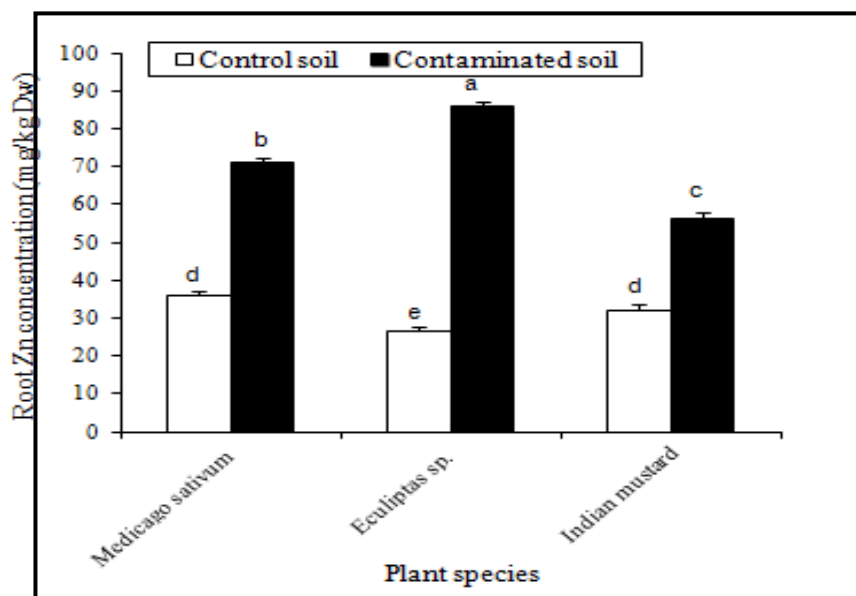 Control soil Contaminated soil
Root Zn concentration (mg/kg Dw)
100
90
80
70
60
50
40
30
20
10
0
d
b
e
a
d
c
Medicago sativum
Eculiptas sp.
Indian mustard
Plant species